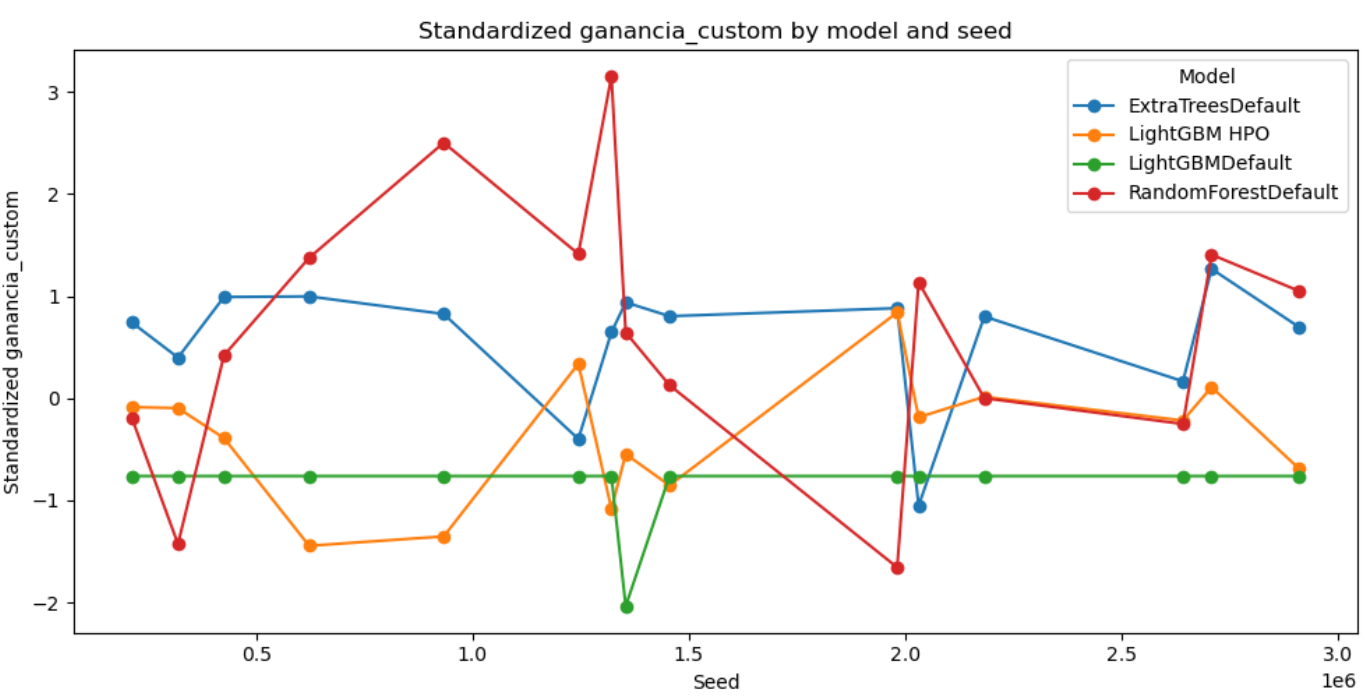 Standardized ganancia_custom by model and seed
Standardized ganancia_custom
3
2
1
0
−1
−2
Model
ExtraTreesDefault
LightGBM HPO
LightGBMDefault
RandomForestDefault
0.5
1.0
1.5
2.0
2.5
3.0
1e6
Seed